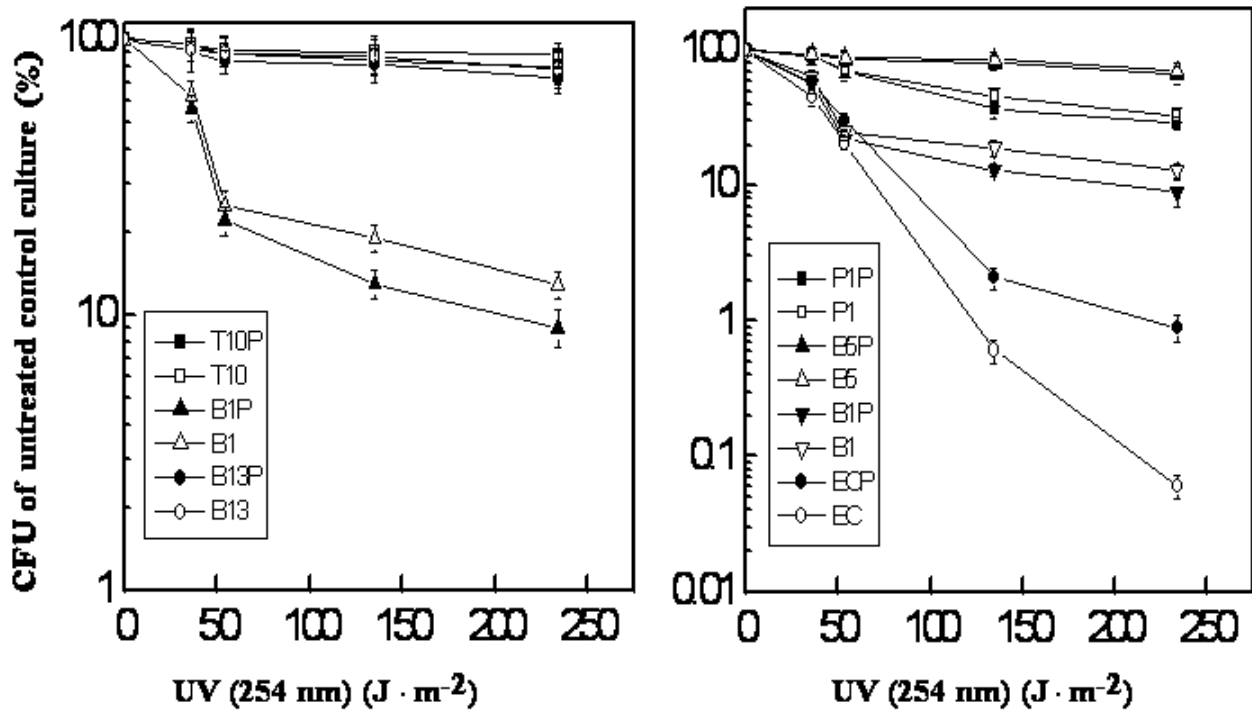 CFU of untreated control culture (%)
100
10
1
T10P
T10
B1P
B1
B13P
B13
0 50 100 150 200 250
UV (254 nm) (J · m-2)
100
10
1
0.1
0.01
P1P
P1
B5P
B5
B1P
B1
ECP
EC
0 50 100 150 200 250
UV (254 nm) (J · m-2)